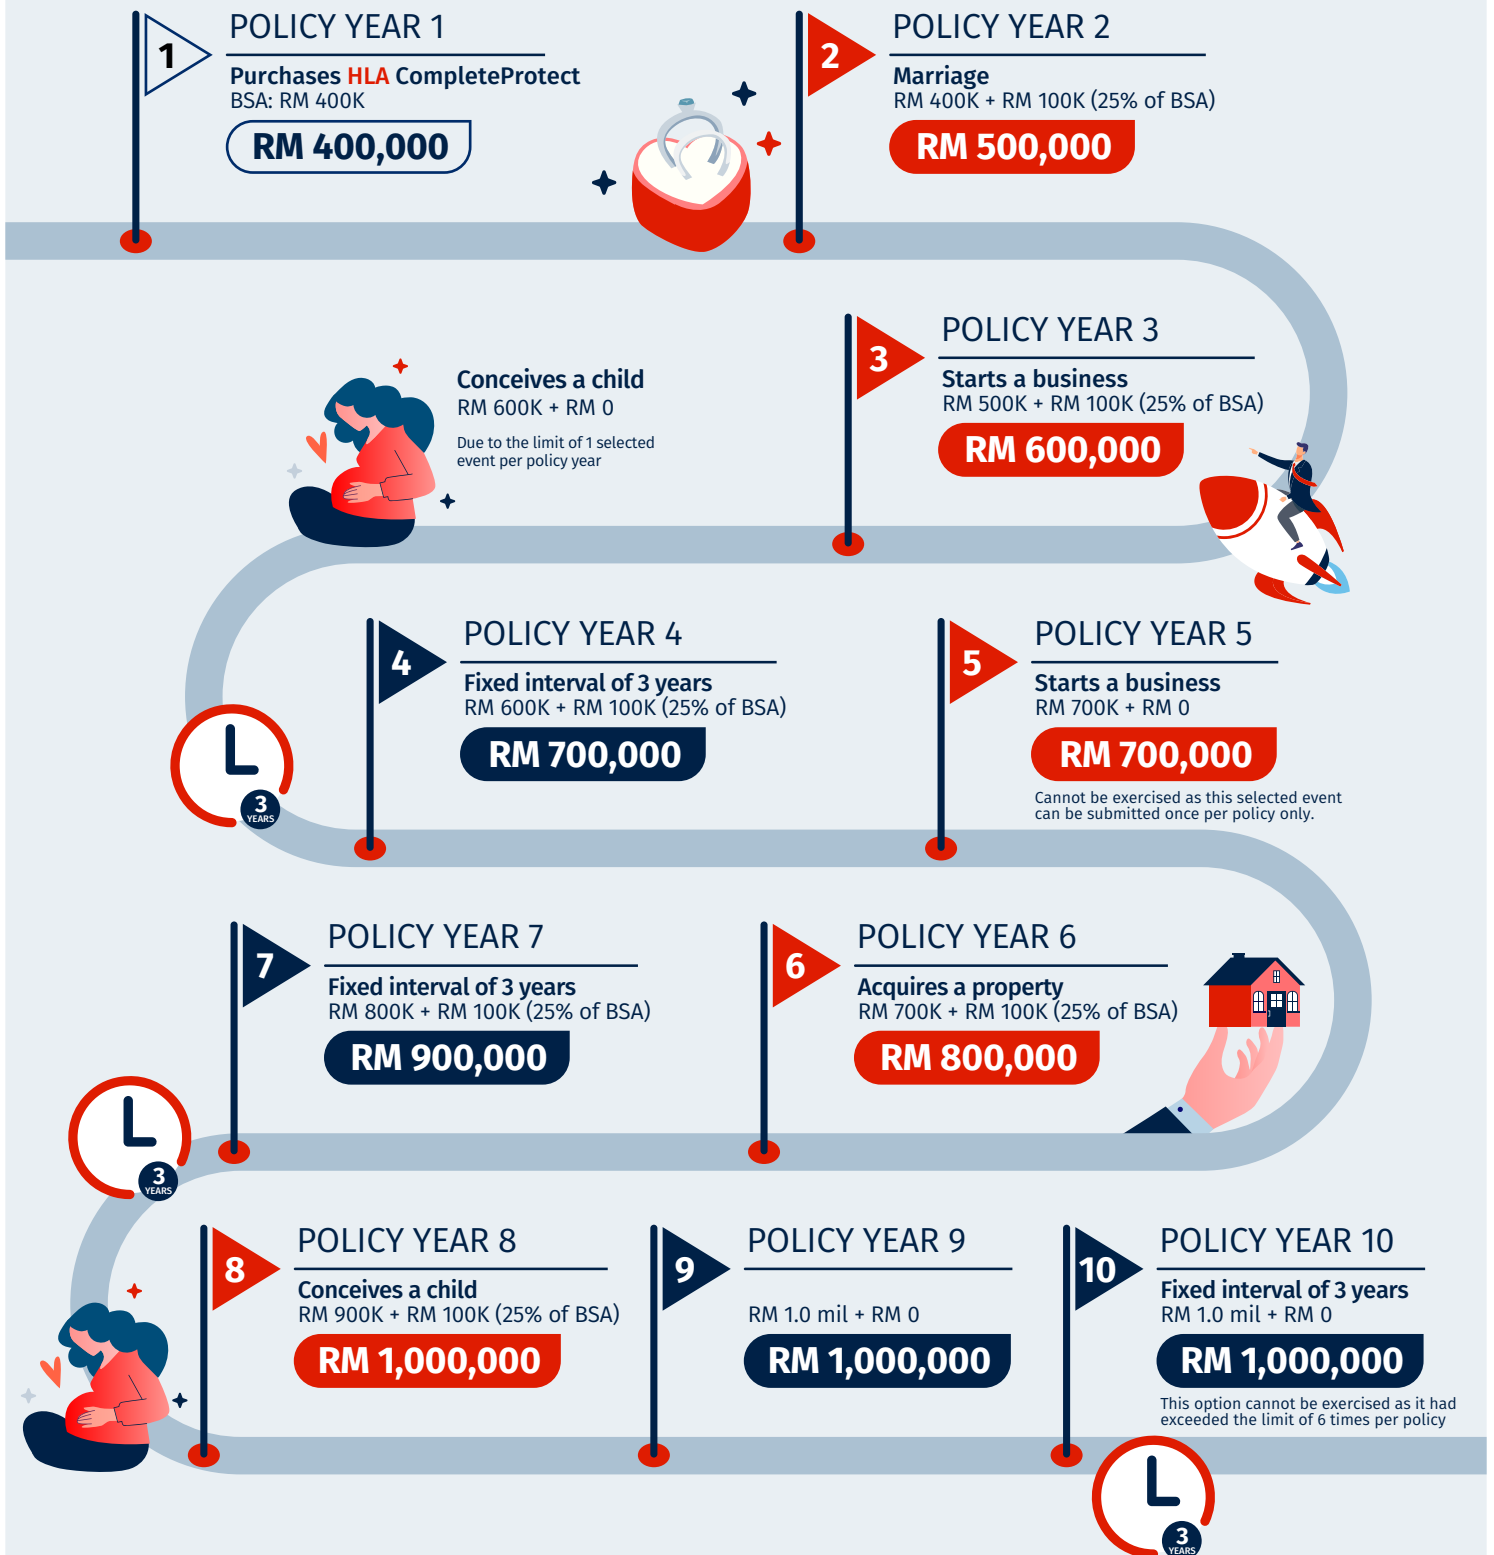 1
POLICY YEAR 1
Purchases HLA CompleteProtect
BSA: RM 400K
RM 400,000
2
POLICY YEAR 2
Marriage
RM 400K + RM 100K (25% of BSA)
RM 500,000
3
POLICY YEAR 3
Starts a business
RM 500K + RM 100K (25% of BSA)
RM 600,000
Conceives a child
RM 600K + RM 0
Due to the limit of 1 selected
event per policy year
3
YEARS
4
POLICY YEAR 4
Fixed interval of 3 years
RM 600K + RM 100K (25% of BSA)
RM 700,000
5
POLICY YEAR 5
Starts a business
RM 700K + RM 0
RM 700,000
Cannot be exercised as this selected event
can be submitted once per policy only.
6
POLICY YEAR 6
Acquires a property
RM 700K + RM 100K (25% of BSA)
RM 800,000
7
POLICY YEAR 7
Fixed interval of 3 years
RM 800K + RM 100K (25% of BSA)
RM 900,000
3
YEARS
8
POLICY YEAR 8
Conceives a child
RM 900K + RM 100K (25% of BSA)
RM 1,000,000
9
POLICY YEAR 9
RM 1.0 mil + RM 0
RM 1,000,000
10
POLICY YEAR 10
Fixed interval of 3 years
RM 1.0 mil + RM 0
RM 1,000,000
This option cannot be exercised as it had
exceeded the limit of 6 times per policy
3
YEARS